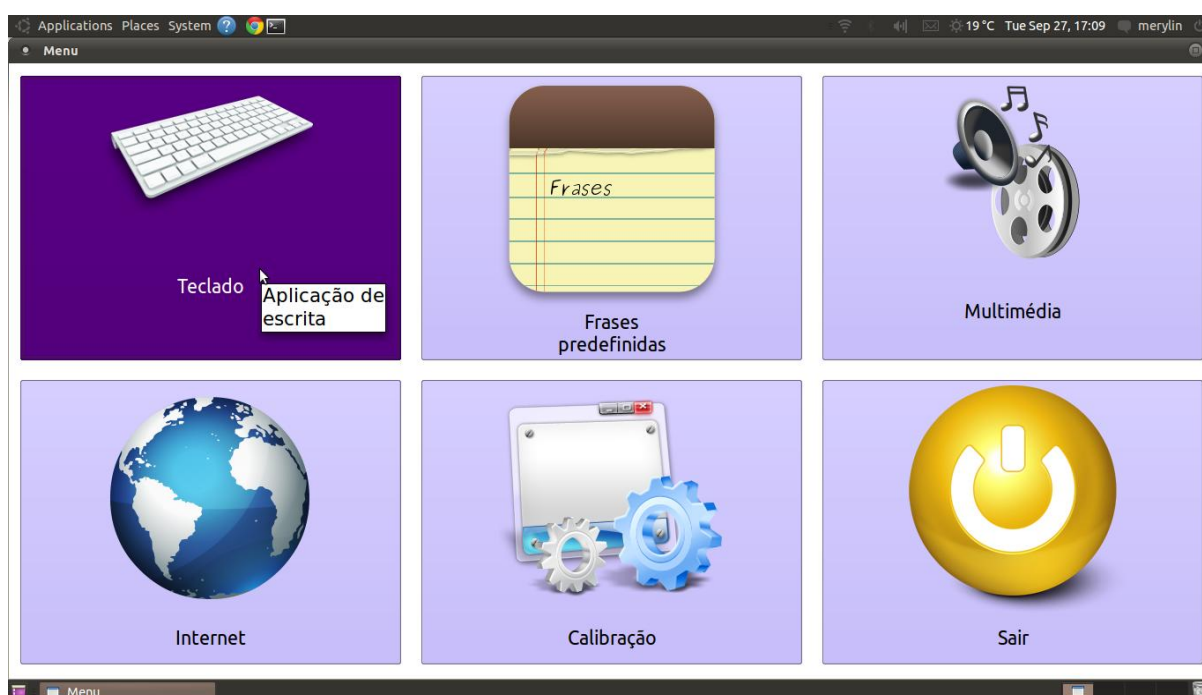 Applications Places System 19 °C Tue Sep 27, 17:09 merylin
Menu
Teclado
Aplicação de
escrita
Frases
Frases
predefinidas
Multimédia
Internet
Calibração
Sair
Menu